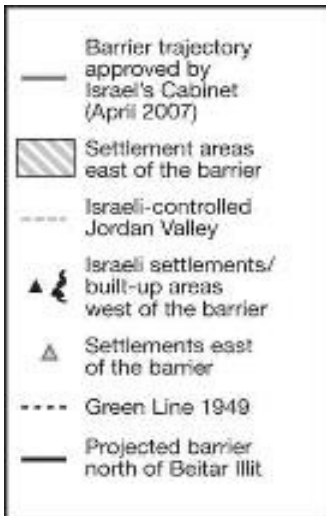 Barrier trajectory
approved by
Israel's Cabinet
(April 2007)
Settlement areas
east of the barrier
Israeli-controlled
Jordan Valley
Israeli settlements/
built-up areas
west of the barrier
Settlements east
of the barrier
Green Line 1949
Projected barrier
north of Beitar Illit